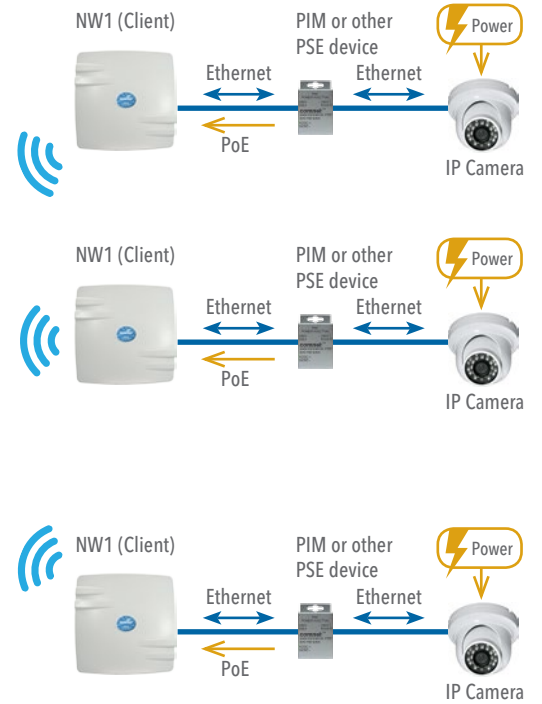 NW1 (Client)
PIM or other
PSE device
Power
Ethernet
Ethernet
PoE
IP Camera
NW1 (Client)
PIM or other
PSE device
Power
Ethernet
Ethernet
PoE
IP Camera
NW1 (Client)
PIM or other
PSE device
Power
Ethernet
Ethernet
PoE
IP Camera